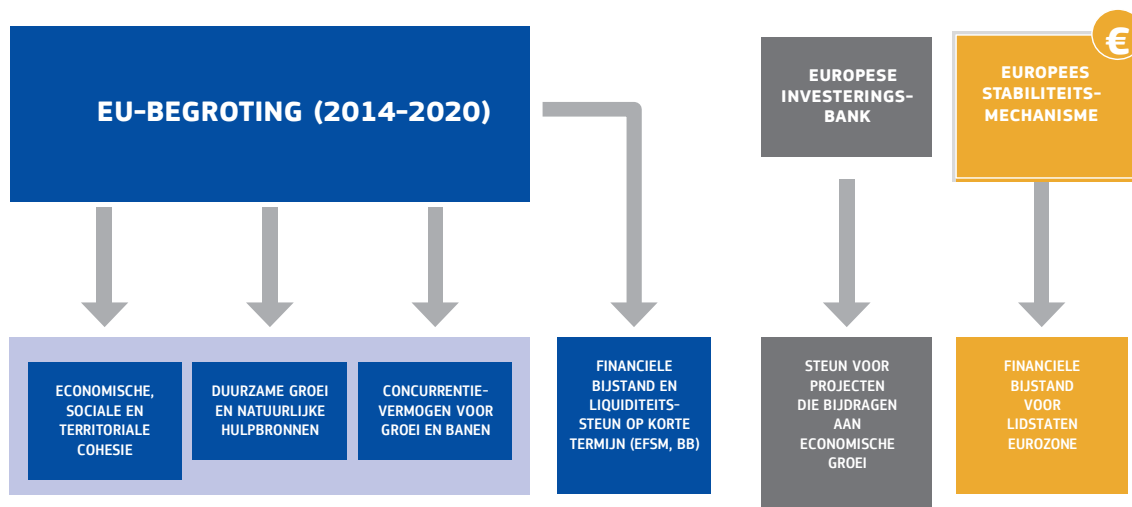 EU-BEGROTING (2014-2020)
EUROPESE
INVESTERINGS-
BANK
€
EUROPEES
STABILITEITS-
MECHANISME
ECONOMISCHE,
SOCIALE EN
TERRITORIALE
COHESIE
DUURZAME GROEI
EN NATUURLIJKE
HULPBRONNEN
CONCURRENTIE-
VERMOGEN VOOR
GROEI EN BANEN
FINANCIELE
BIJSTAND EN
LIQUIDITEITS-
STEUN OP KORTE
TERMIJN (EFSM, BB)
STEUN VOOR
PROJECTEN
DIE BIJDRAGEN
AAN
ECONOMISCHE
GROEI
FINANCIELE
BIJSTAND
VOOR
LIDSTATEN
EUROZONE